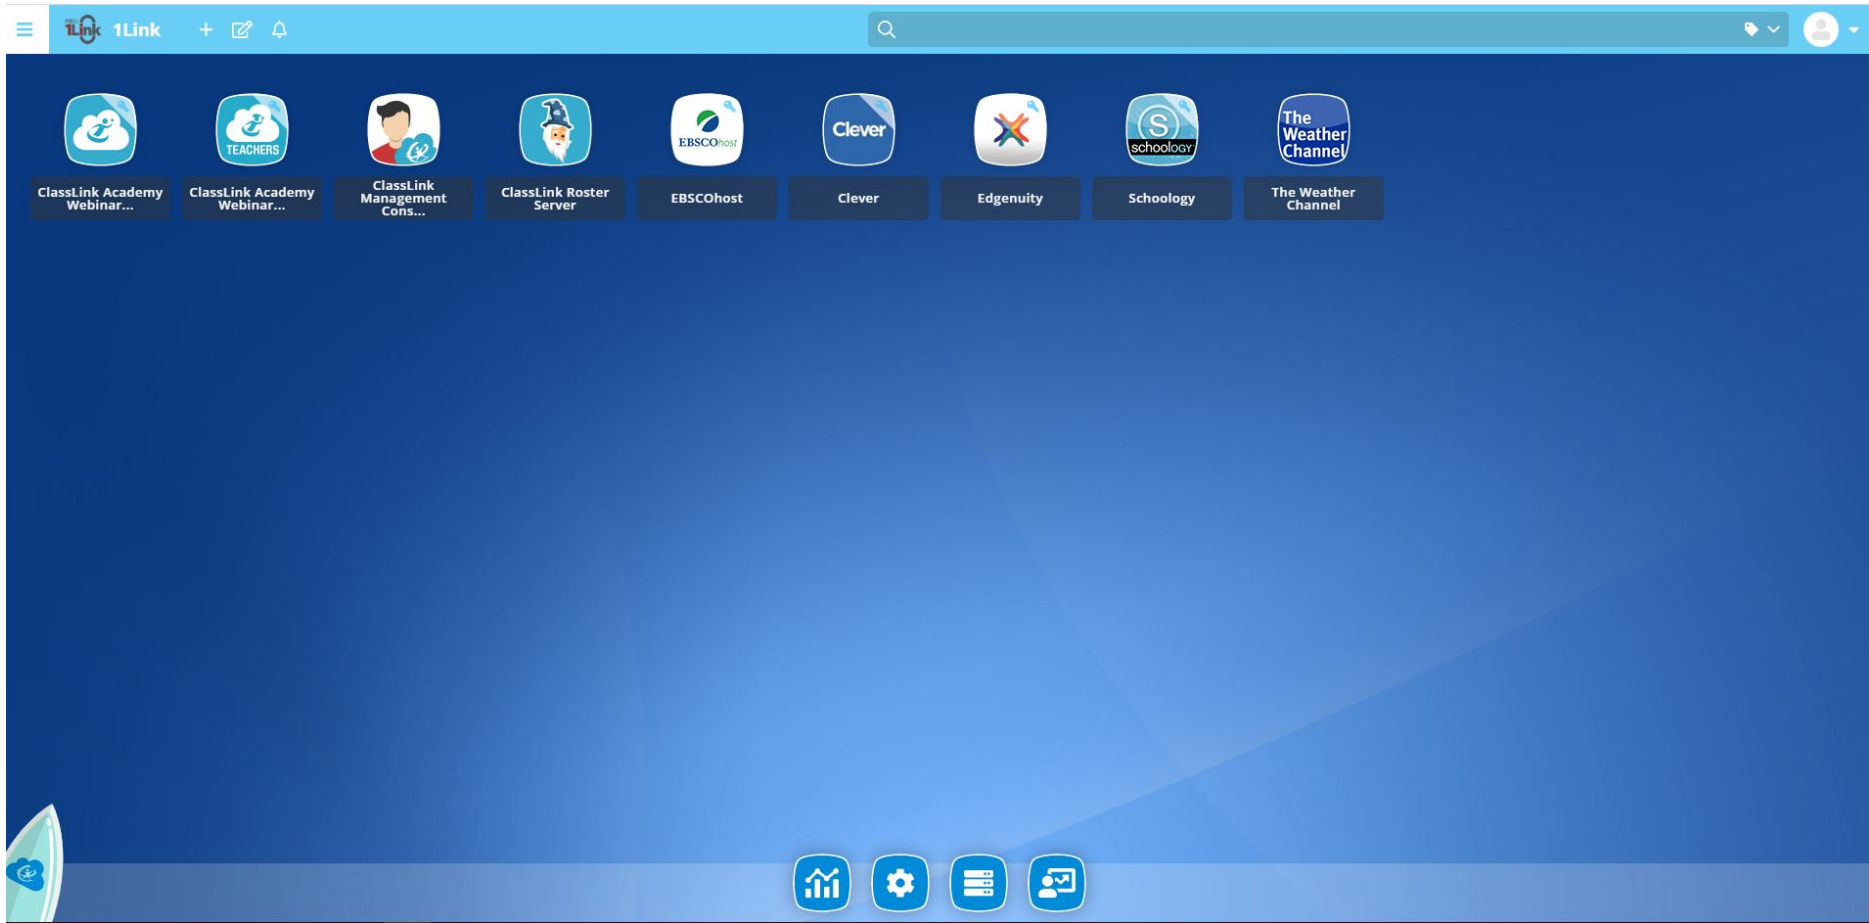 1Link 1Link
TEACHERS
EBSCOhost
Clever
S
schoology
The
Weather
Channel
ClassLink Academy
Webinar...
ClassLink Academy
Webinar...
ClassLink
Management
Cons...
ClassLink Roster
Server
EBSCOhost
Clever
Edgenuity
Schoology
The Weather
Channel